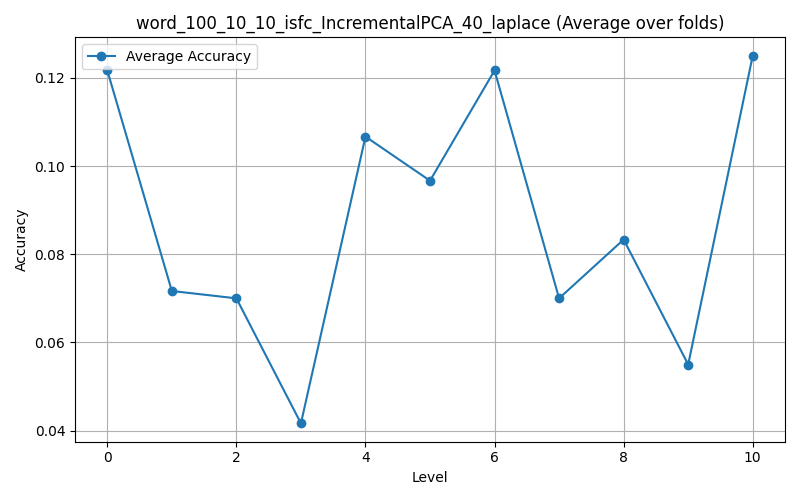 word_100_10_10_isfc_IncrementalPCA_40_laplace (Average over folds)
Average Accuracy
0.12
0.10
0.08
0.06
0.04
Accuracy
0 2 4 6 8 10
Level